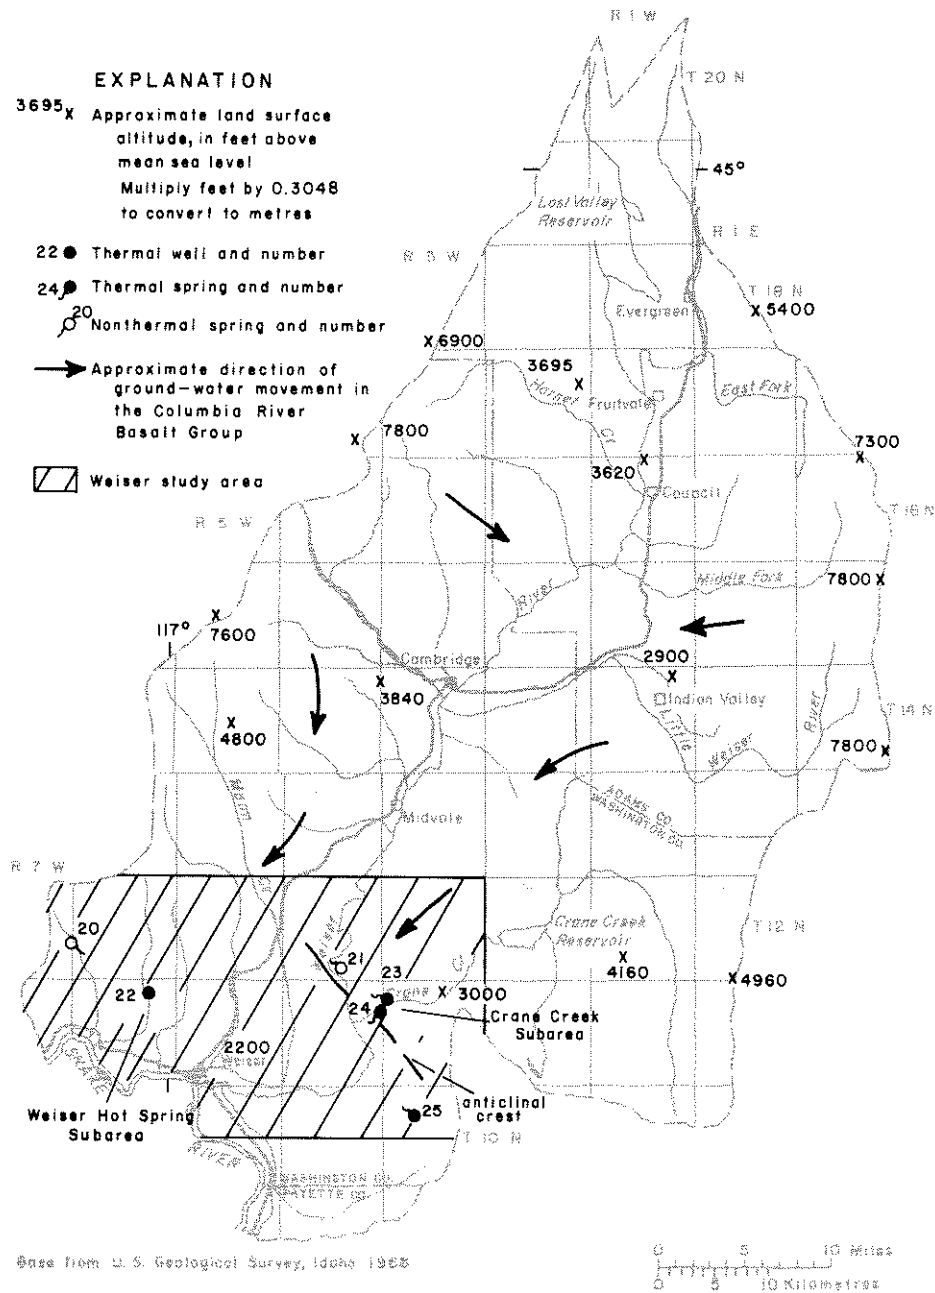 R 1 W
EXPLANATION
T 20 N
3695 x Approximate land surface
altitude, in feet above
mean sea level
Multiply feet by 0.3048
to convert to metres
45°
Lost Valley
Reservoir
R 1 E
22 Thermal well and number
R 3 W
24 Thermal spring and number
T 18 N
20 Nonthermal spring and number
Evergreen
x 5400
x 6900
Approximate direction of
ground-water movement in
the Columbia River
Basalt Group
3695
x
Hornet
Cr
Fruitvale
East Fork
x 7800
7300
x
Weiser study area
x
3620
Council
R 5 W
T 16 N
Middle Fork
7800 x
River
x
7600
117°
Cambridge
2900
x
x
3840
Indian Valley
x
4800
Little
Weiser
River
T 14 N
7800 x
Mann
ADAMS CO.
WASHINGTON CO.
Midvale
R 7 W
Cr
20
Weiser
Crane Creek
Reservoir
T 12 N
21
x
4160
x 4960
22
23
Crane
x 3000
24
Crane Creek
Subarea
2200
Weiser
SNAKE
Weiser Hot Spring
Subarea
anticlinal
crest
25
T 10 N
RIVER
WASHINGTON CO.
PAYETTE CO.
Base from U. S. Geological Survey, Idaho 1968
0 5 10 Miles
0 5 10 Kilometres